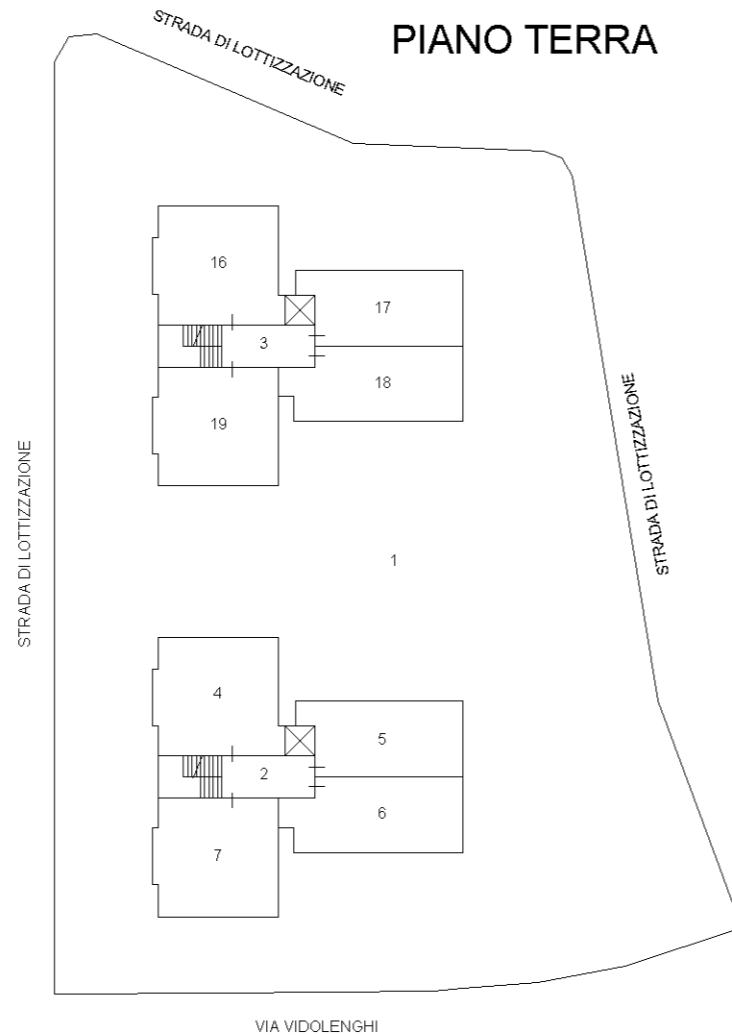 PIANO TERRA
STRADA DI LOTTIZZAZIONE
16
17
3
18
19
STRADA DI LOTTIZZAZIONE
STRADA DI LOTTIZZAZIONE
1
4
5
2
6
7
VIA VIDOLENGHI